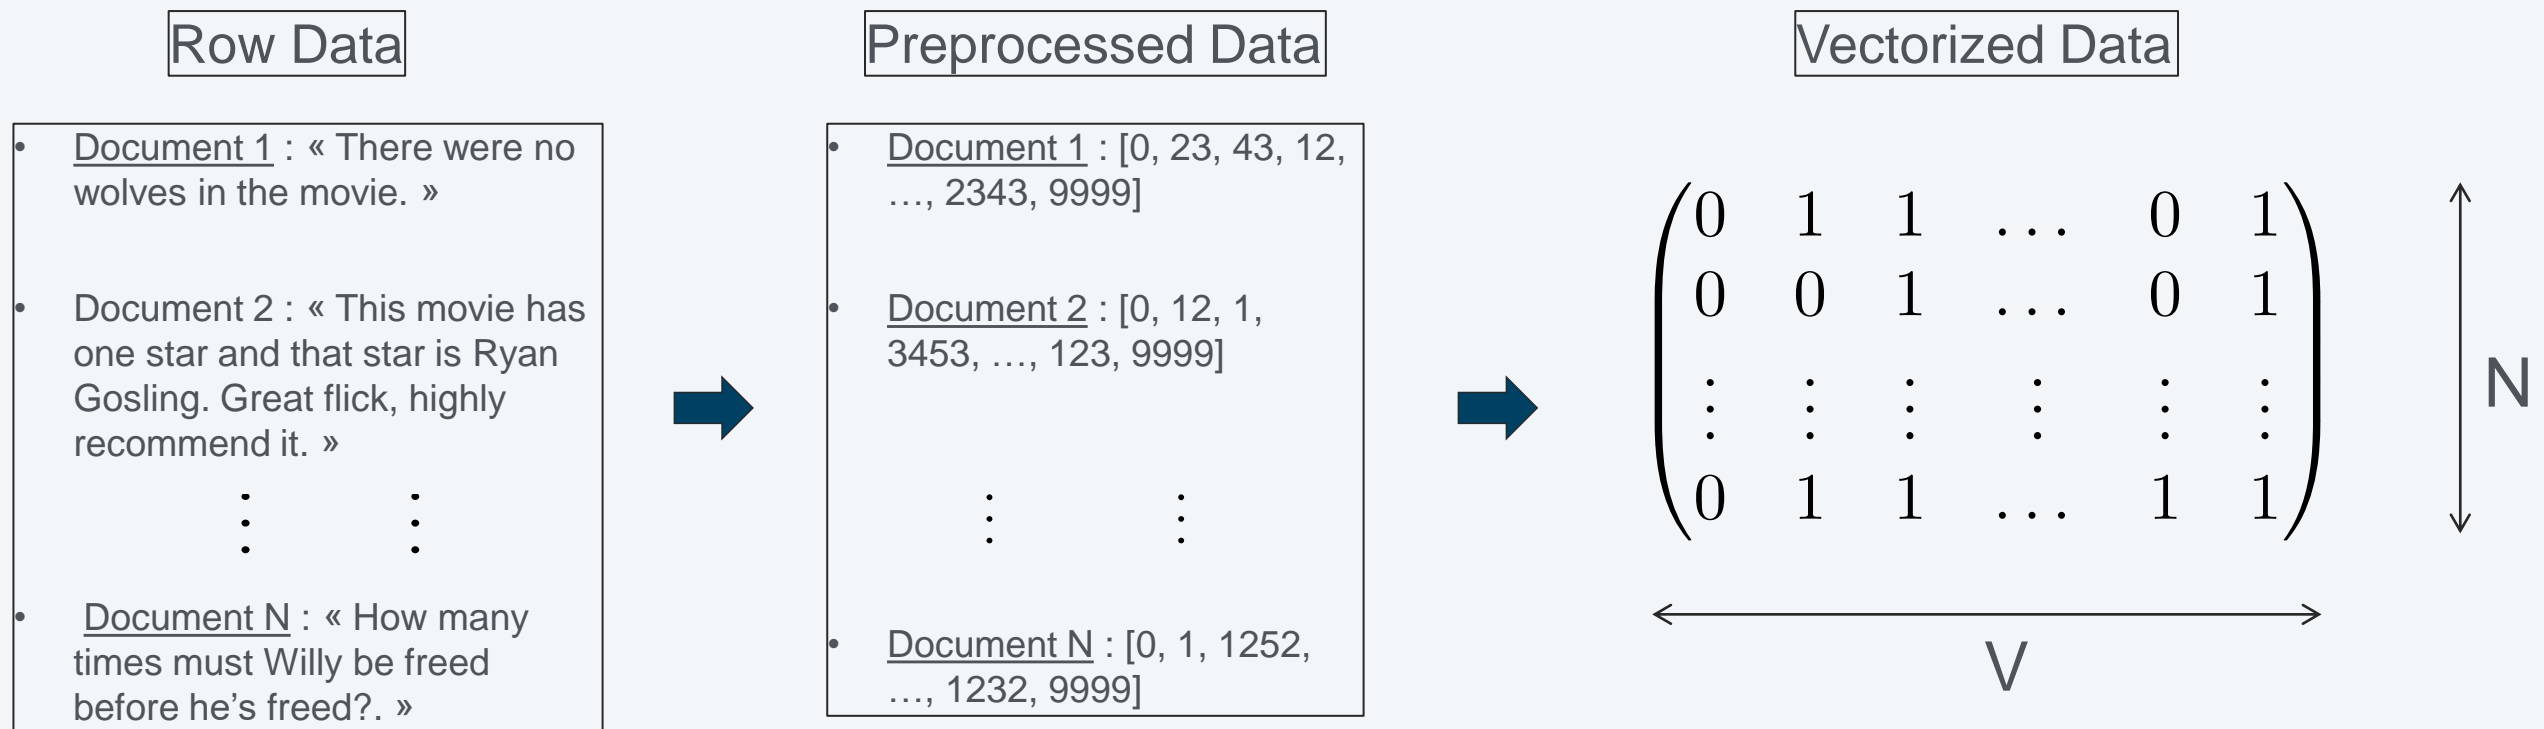 Row Data
• Document 1 : « There were no
wolves in the movie. »
• Document 2 : « This movie has
one star and that star is Ryan
Gosling. Great flick, highly
recommend it. »
⋮ ⋮
• Document N : « How many
times must Willy be freed
before he’s freed?. »
Preprocessed Data
• Document 1 : [0, 23, 43, 12,
…, 2343, 9999]
• Document 2 : [0, 12, 1,
3453, …, 123, 9999]
⋮ ⋮
• Document N : [0, 1, 1252,
…, 1232, 9999]
Vectorized Data
0 1 1 … 0 1
0 0 1 … 0 1
⋮ ⋮ ⋮ ⋮ ⋮ ⋮
0 1 1 … 1 1
N
V